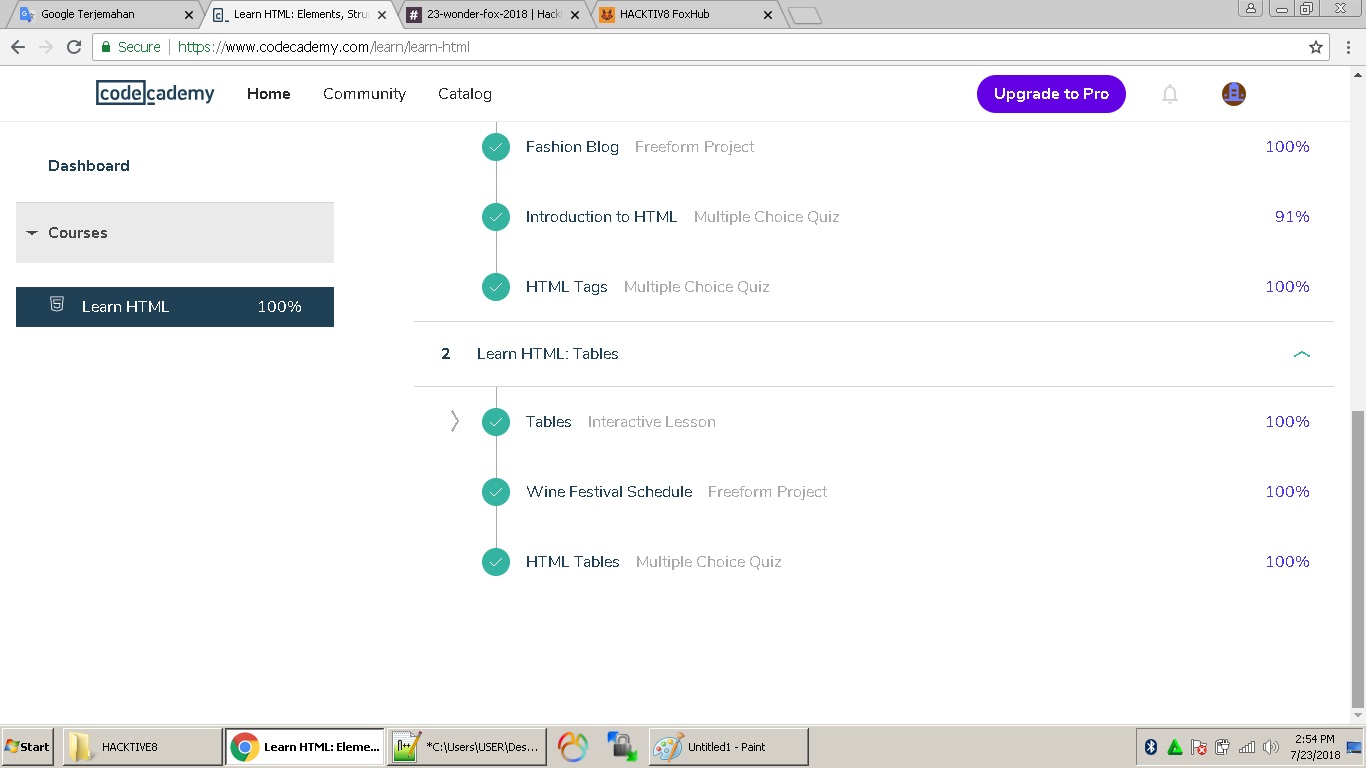 Google Terjemahan
Learn HTML: Elements, Stru
23-wonder-fox-2018 | Hack
HACKTIV8 FoxHub
Secure https://www.codecademy.com/learn/learn-html
codecademy Home Community Catalog Upgrade to Pro
Dashboard
Courses
Learn HTML 100%
Fashion Blog Freeform Project 100%
Introduction to HTML Multiple Choice Quiz 91%
HTML Tags Multiple Choice Quiz 100%
2 Learn HTML: Tables
Tables Interactive Lesson 100%
Wine Festival Schedule Freeform Project 100%
HTML Tables Multiple Choice Quiz 100%
Start
HACKTIVE8
Learn HTML: Eleme...
*C:\Users\USER\Des...
Untitled1 - Paint
2:54 PM
7/23/2018